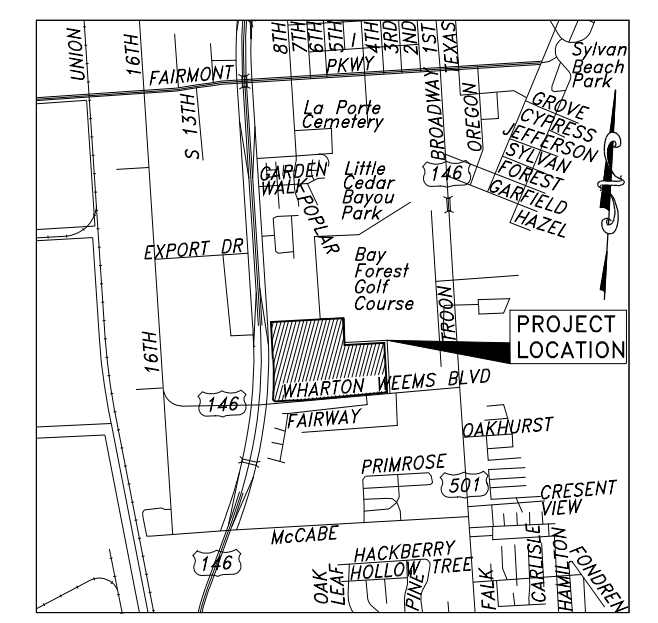 UNION
16TH
8TH
7TH
6TH
5TH
I
4TH
3RD
2ND
1ST
TEXAS
Sylvan
Beach
Park
FAIRMONT
PKWY
S 13TH
La Porte
Cemetery
BROADWAY
OREGON
GROVE
CYPRESS
JEFFERSON
SYLVAN
FOREST
GARFIELD
HAZEL
GARDEN
WALK
Little
Cedar
Bayou
Park
146
POPLAR
EXPORT DR
Bay
Forest
Golf
Course
TROON
PROJECT
LOCATION
16TH
146
WHARTON WEEMS BLVD
FAIRWAY
OAKHURST
PRIMROSE
501
CRESENT
VIEW
McCABE
146
HACKBERRY
HOLLOW TREE
OAK
LEAF
PINE
FALK
CARLISLE
HAMILTON
FONDREN